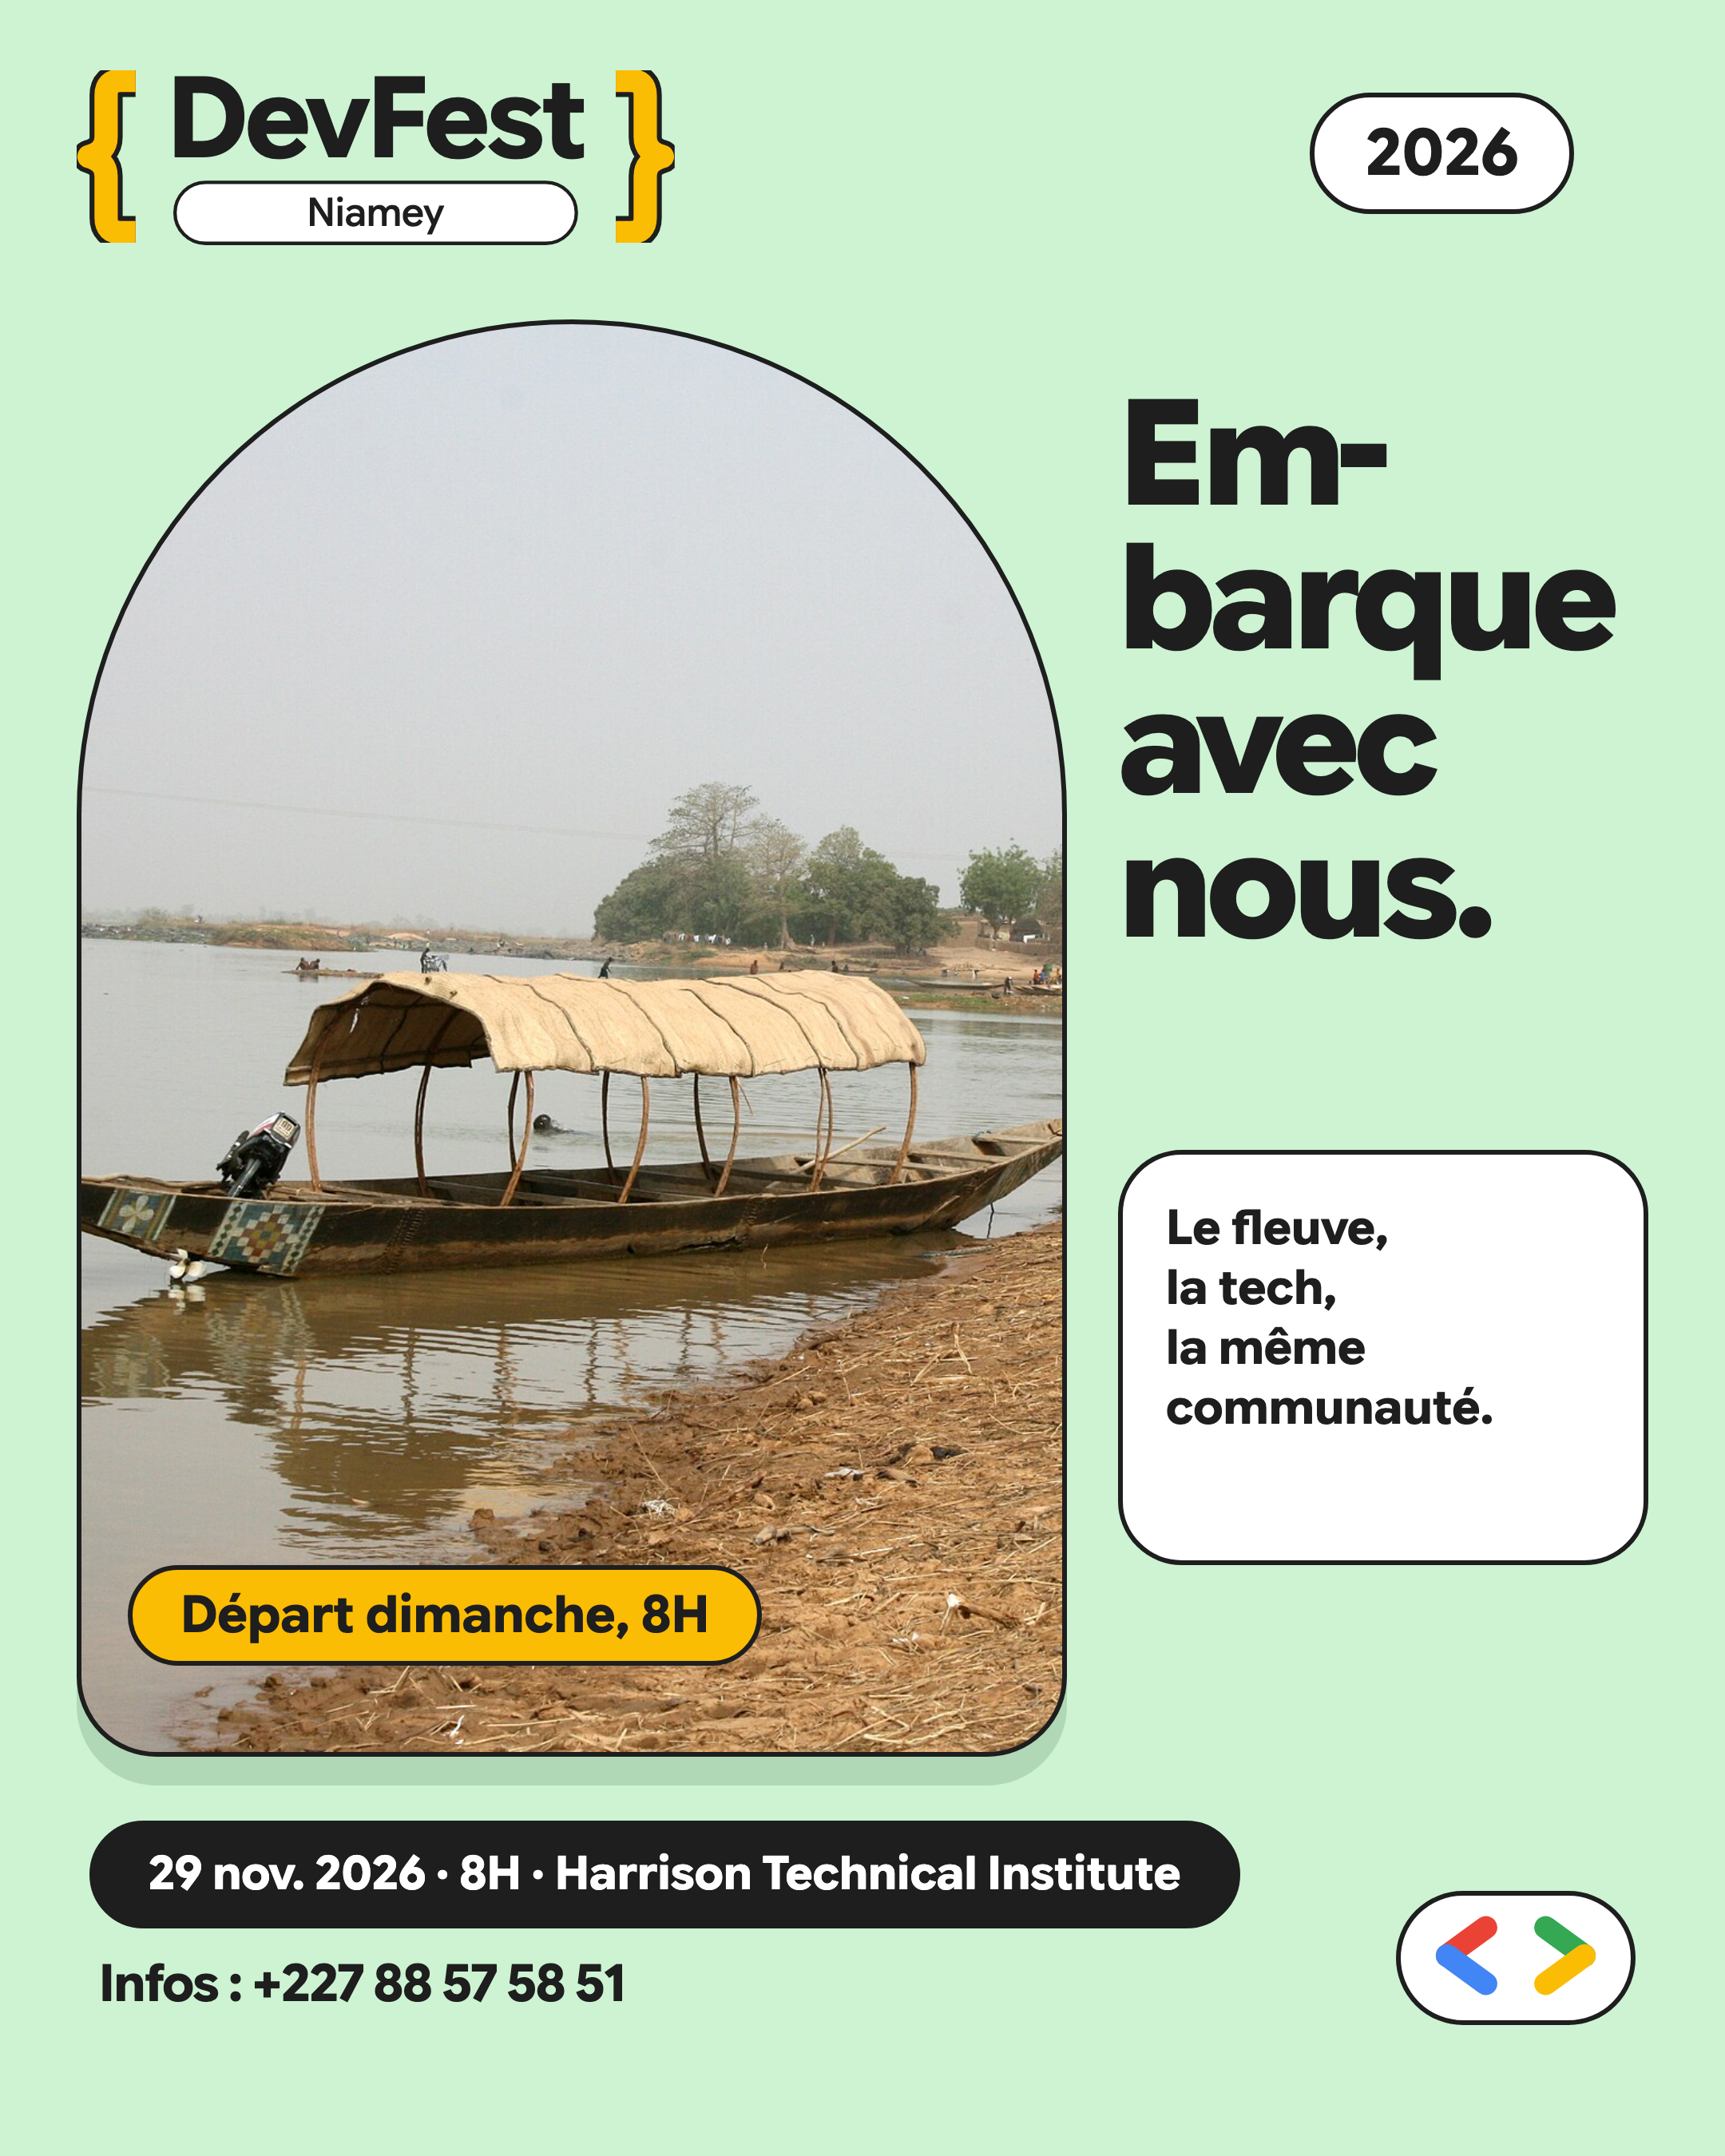 DevFest
Niamey
2026
Em-
barque
avec
nous.
Le fleuve,
la tech,
la même
communauté.
Départ dimanche, 8H
29 nov. 2026 · 8H · Harrison Technical Institute
Infos : +227 88 57 58 51